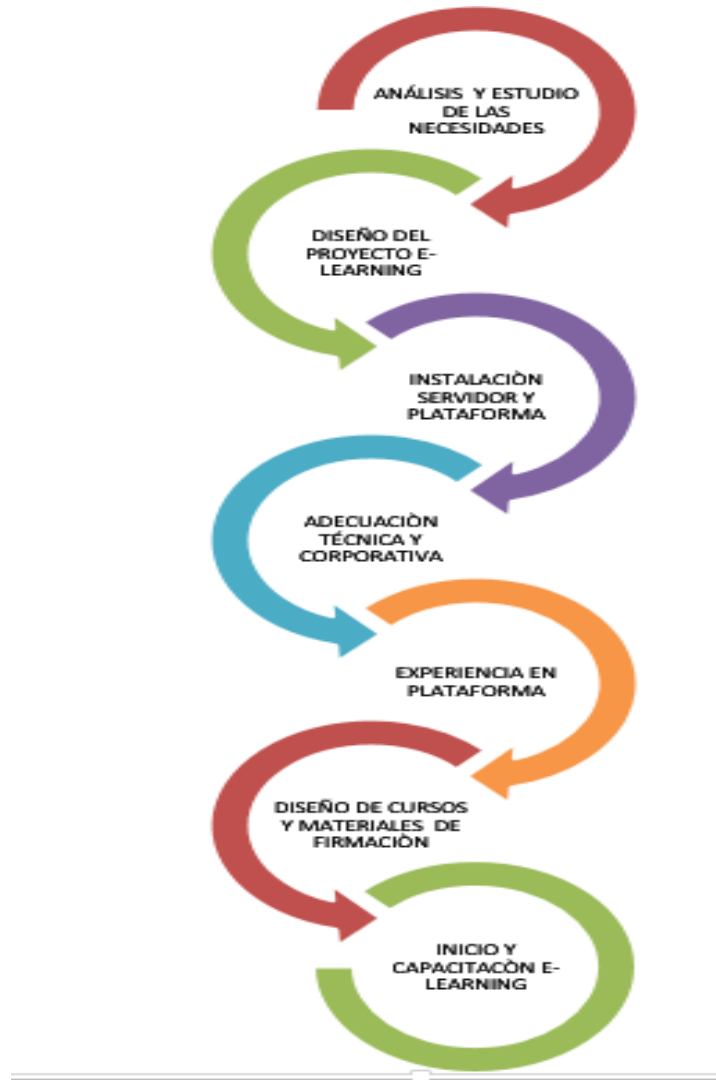 ANÁLISIS Y ESTUDIO
DE LAS
NECESIDADES
DISEÑO DEL
PROYECTO E-
LEARNING
INSTALACIÒN
SERVIDOR Y
PLATAFORMA
ADECUACIÒN
TÉCNICA Y
CORPORATIVA
EXPERIENCIA EN
PLATAFORMA
DISEÑO DE CURSOS
Y MATERIALES DE
FIRMACIÒN
INICIO Y
CAPACITACÒN E-
LEARNING